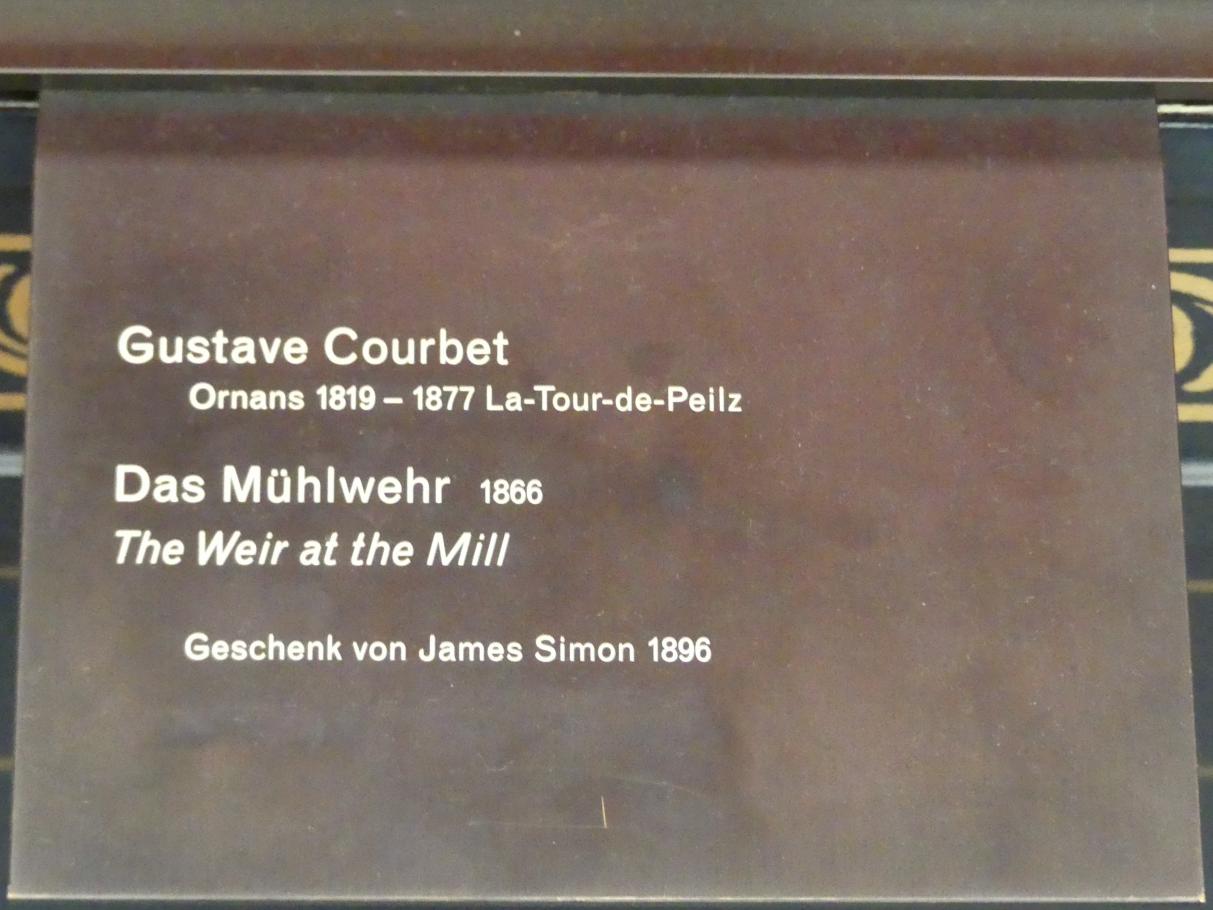 Gustave Courbet
Ornans 1819 – 1877 La-Tour-de-Peilz
Das Mühlwehr 1866
The Weir at the Mill
Geschenk von James Simon 1896